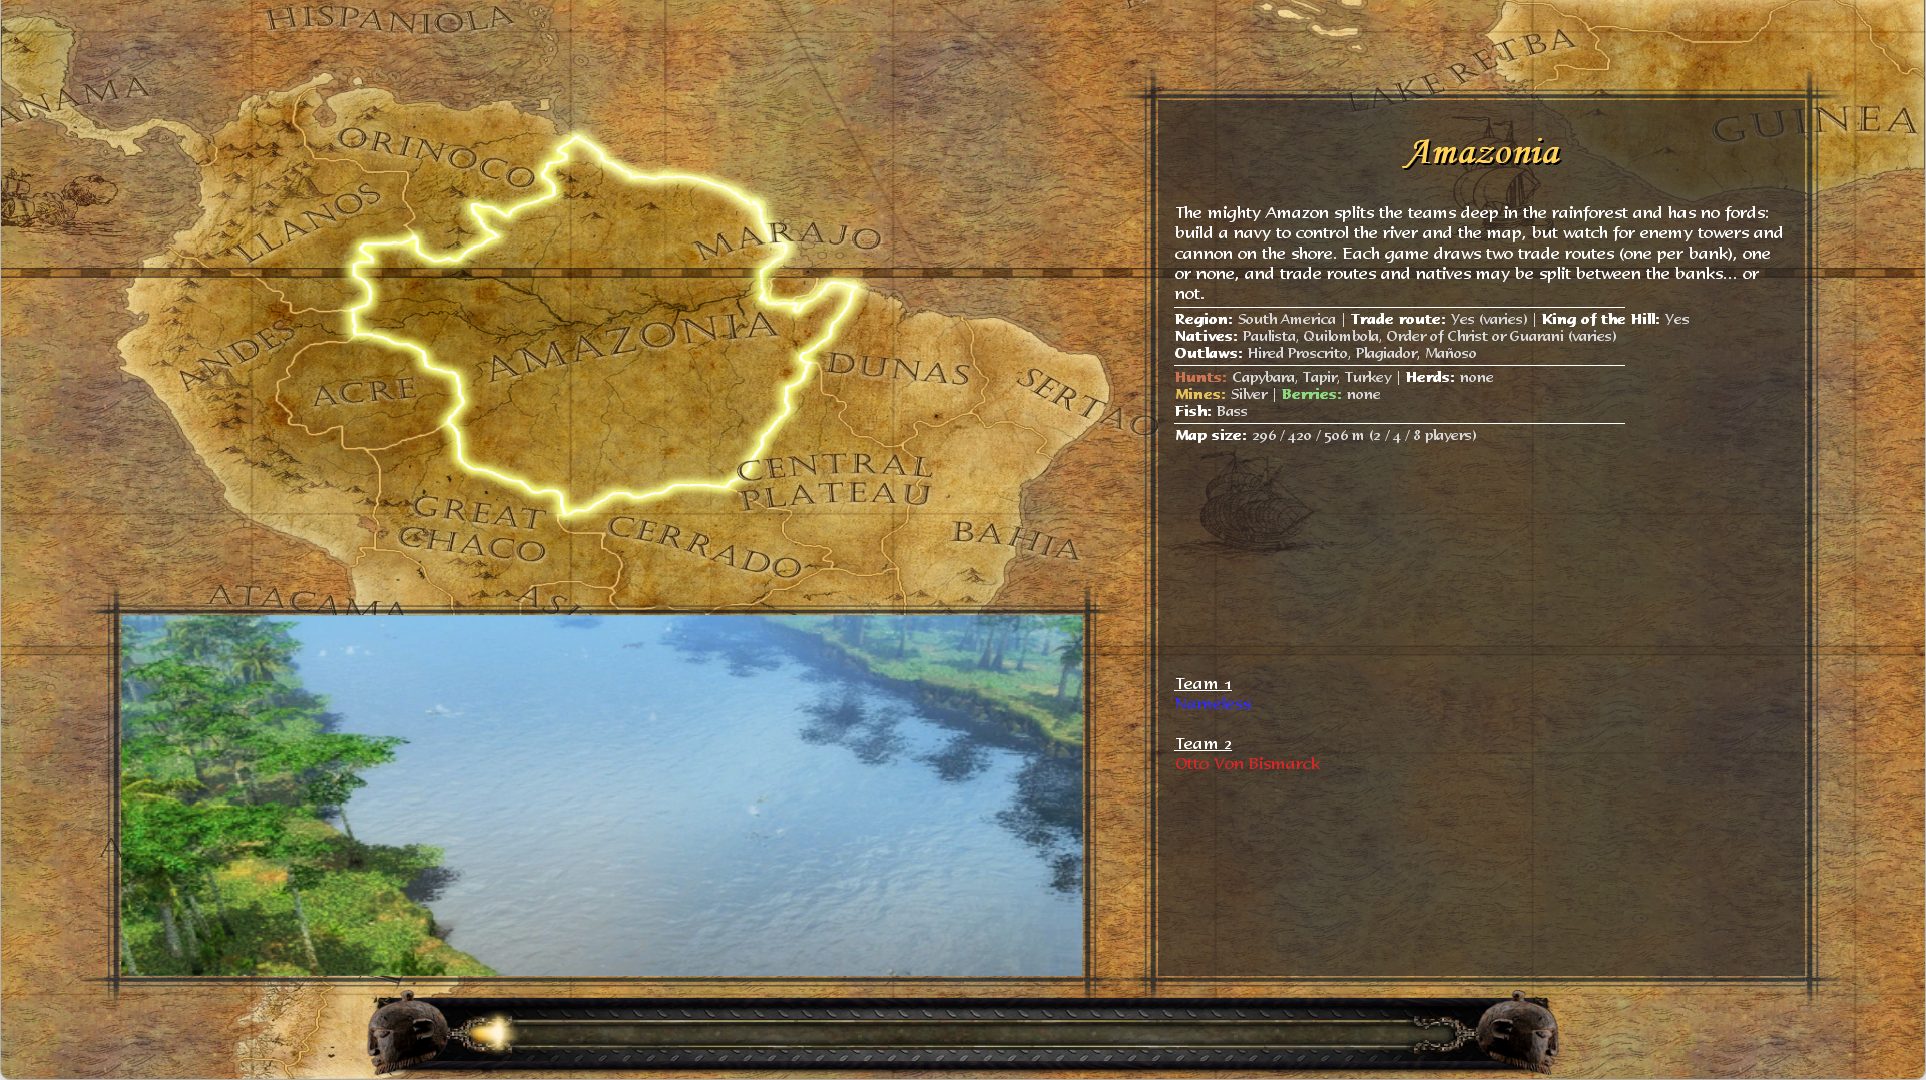 HISPANIOLA
LAKE RETBA
GUINEA
ORINOCO
LLANOS
MARAJO
AMAZONIA
ANDES
ACRE
DUNAS
SERTAO
CENTRAL
PLATEAU
GREAT
CHACO
CERRADO
BAHIA
ATACAMA
Amazonia
The mighty Amazon splits the teams deep in the rainforest and has no fords:
build a navy to control the river and the map, but watch for enemy towers and
cannon on the shore. Each game draws two trade routes (one per bank), one
or none, and trade routes and natives may be split between the banks... or
not.
Region: South America | Trade route: Yes (varies) | King of the Hill: Yes
Natives: Paulista, Quilombola, Order of Christ or Guarani (varies)
Outlaws: Hired Proscrito, Plagiador, Mañoso
Hunts: Capybara, Tapir, Turkey | Herds: none
Mines: Silver | Berries: none
Fish: Bass
Map size: 296 / 420 / 506 m (2 / 4 / 8 players)
Team 1
Nameless
Team 2
Otto Von Bismarck